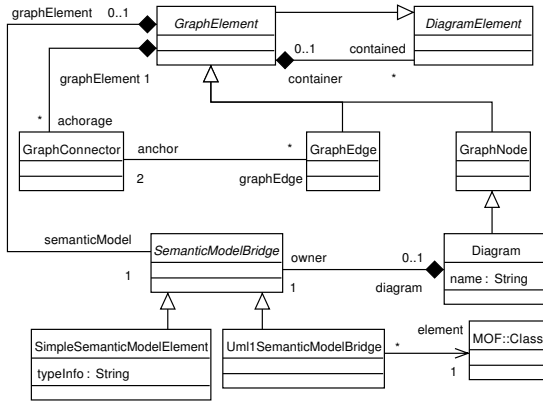 graphElement 0..1 GraphElement DiagramElement
0..1 contained
graphElement 1 container *
* achorage
GraphConnector anchor * GraphEdge GraphNode
2 graphEdge
semanticModel SemanticModelBridge owner 0..1 Diagram
1 1 diagram name : String
element
SimpleSemanticModelElement Uml1SemanticModelBridge * MOF::Class
typeInfo : String 1